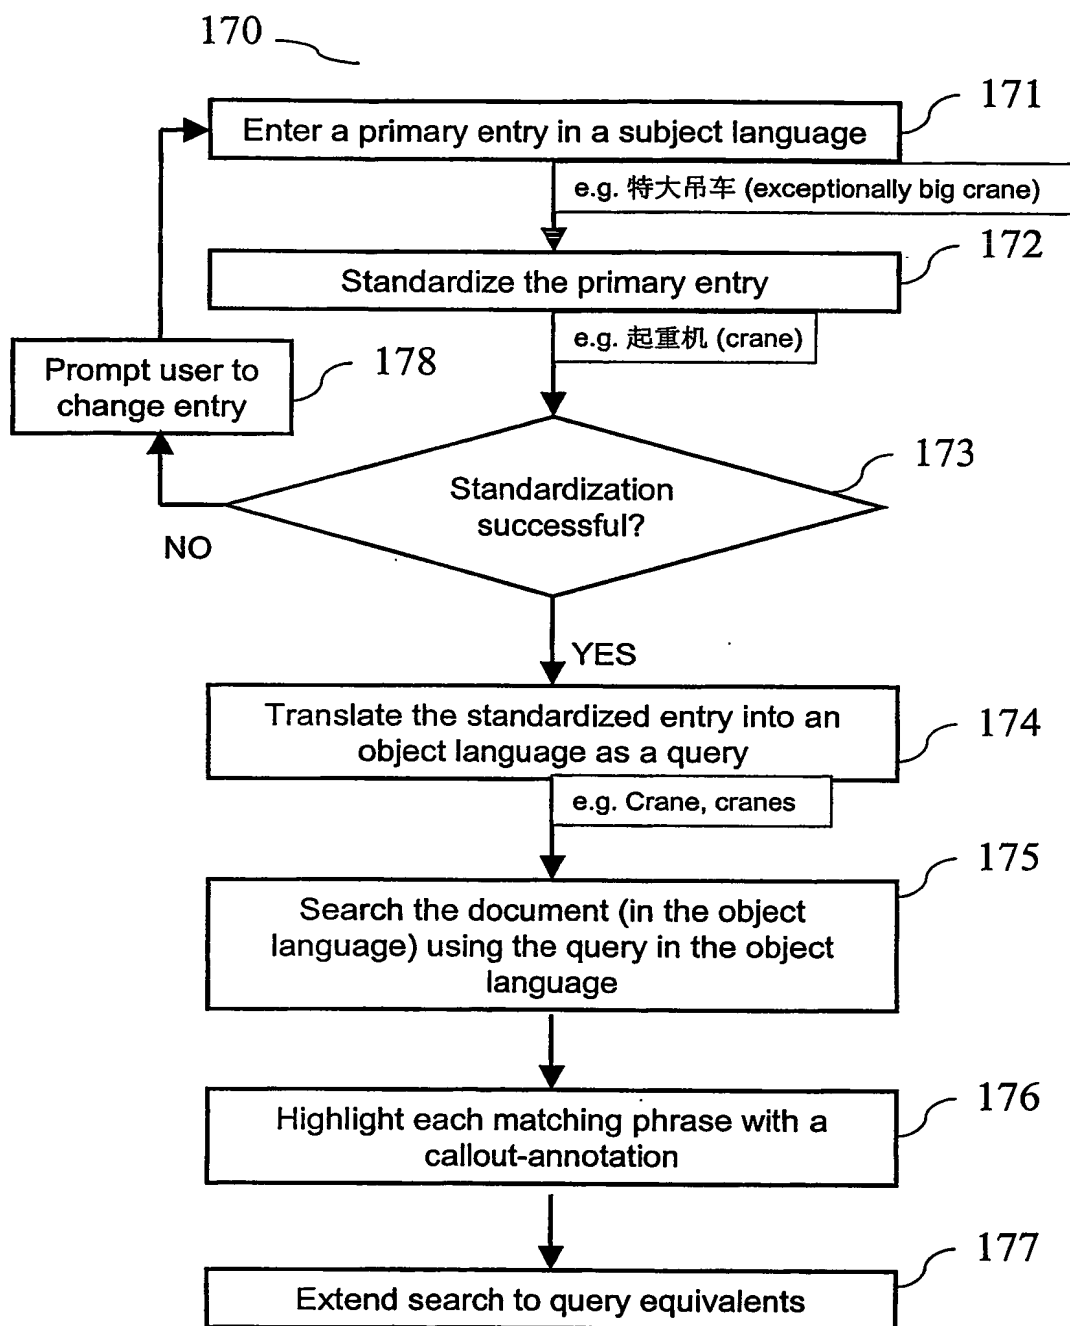 170
171
Enter a primary entry in a subject language
e.g. 特大吊车 (exceptionally big crane)
172
Standardize the primary entry
e.g. 起重机 (crane)
Prompt user to
change entry
178
173
Standardization
successful?
NO
YES
Translate the standardized entry into an
object language as a query
174
e.g. Crane, cranes
175
Search the document (in the object
language) using the query in the object
language
176
Highlight each matching phrase with a
callout-annotation
177
Extend search to query equivalents